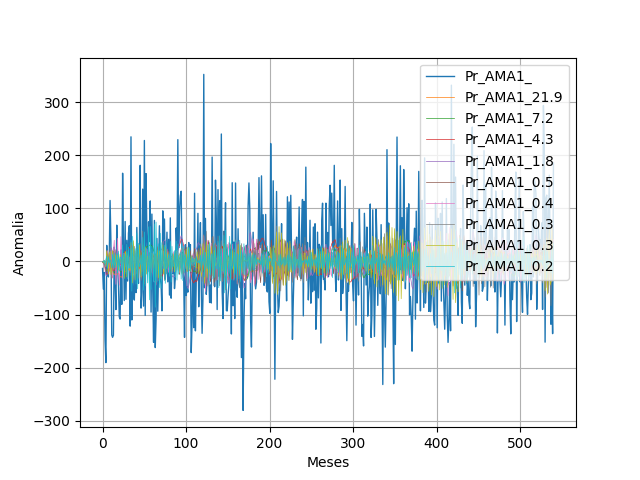 Pr_AMA1_
Pr_AMA1_21.9
Pr_AMA1_7.2
Pr_AMA1_4.3
Pr_AMA1_1.8
Pr_AMA1_0.5
Pr_AMA1_0.4
Pr_AMA1_0.3
Pr_AMA1_0.3
Pr_AMA1_0.2
300
200
100
0
−100
−200
−300
Anomalia
0 100 200 300 400 500
Meses